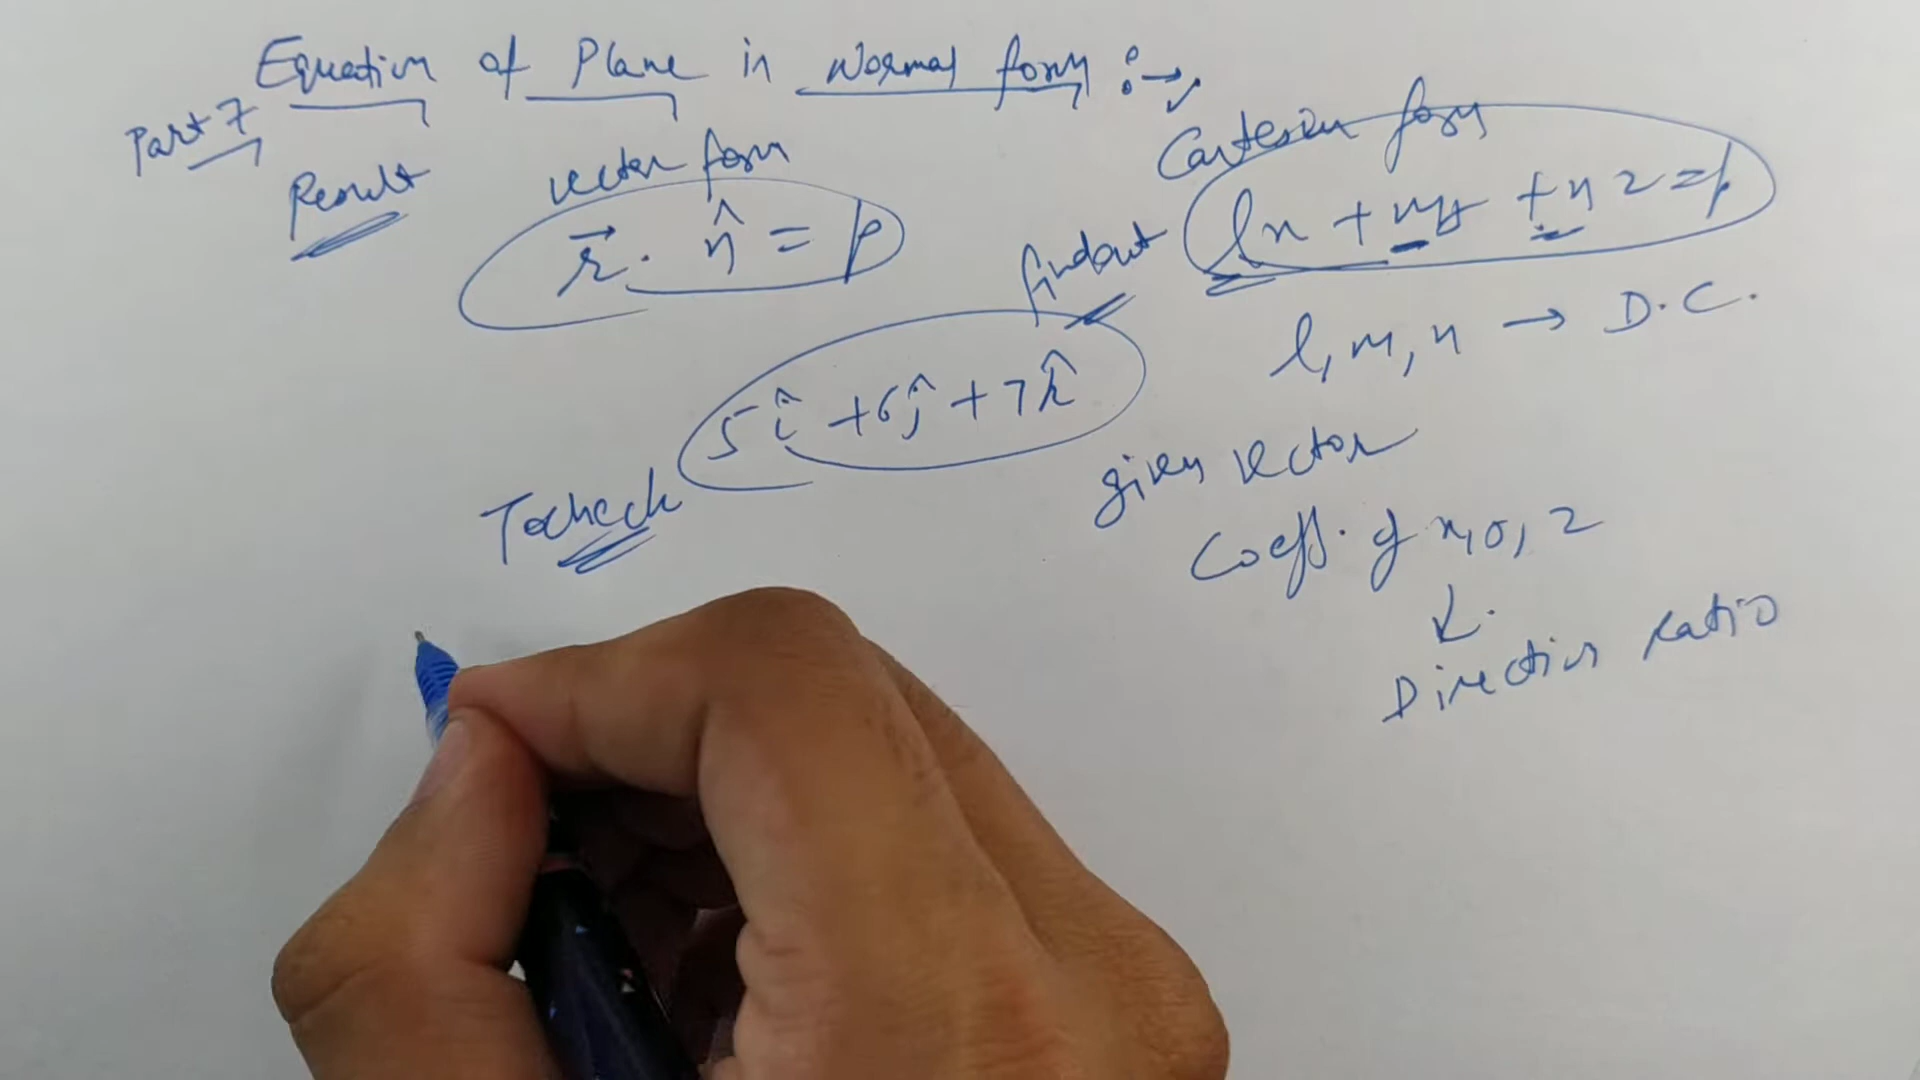 Equation of Plane in Normal form :→
Part 7
Result
vector form
r⃗ . n̂ = p
Cartesian form
lx + my + nz = p
findout
l, m, n → D.C.
5î + 6ĵ + 7k̂
given vector
To check
Coeff. of x, y, z
↓
Direction ratio